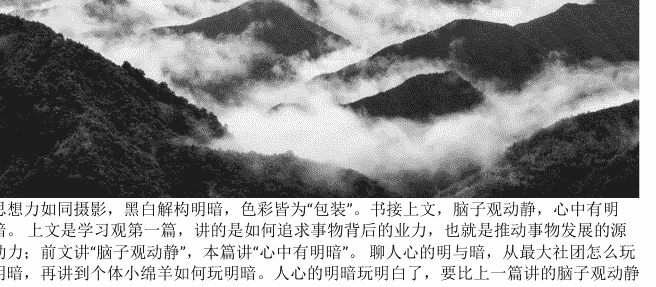 思想力如同摄影，黑白解构明暗，色彩皆为“包装”。书接上文，脑子观动静，心中有明
暗。 上文是学习观第一篇，讲的是如何追求事物背后的业力，也就是推动事物发展的源
动力；前文讲“脑子观动静”，本篇讲“心中有明暗”。 聊人心的明与暗，从最大社团怎么玩
明暗，再讲到个体小绵羊如何玩明暗。人心的明暗玩明白了，要比上一篇讲的脑子观动静